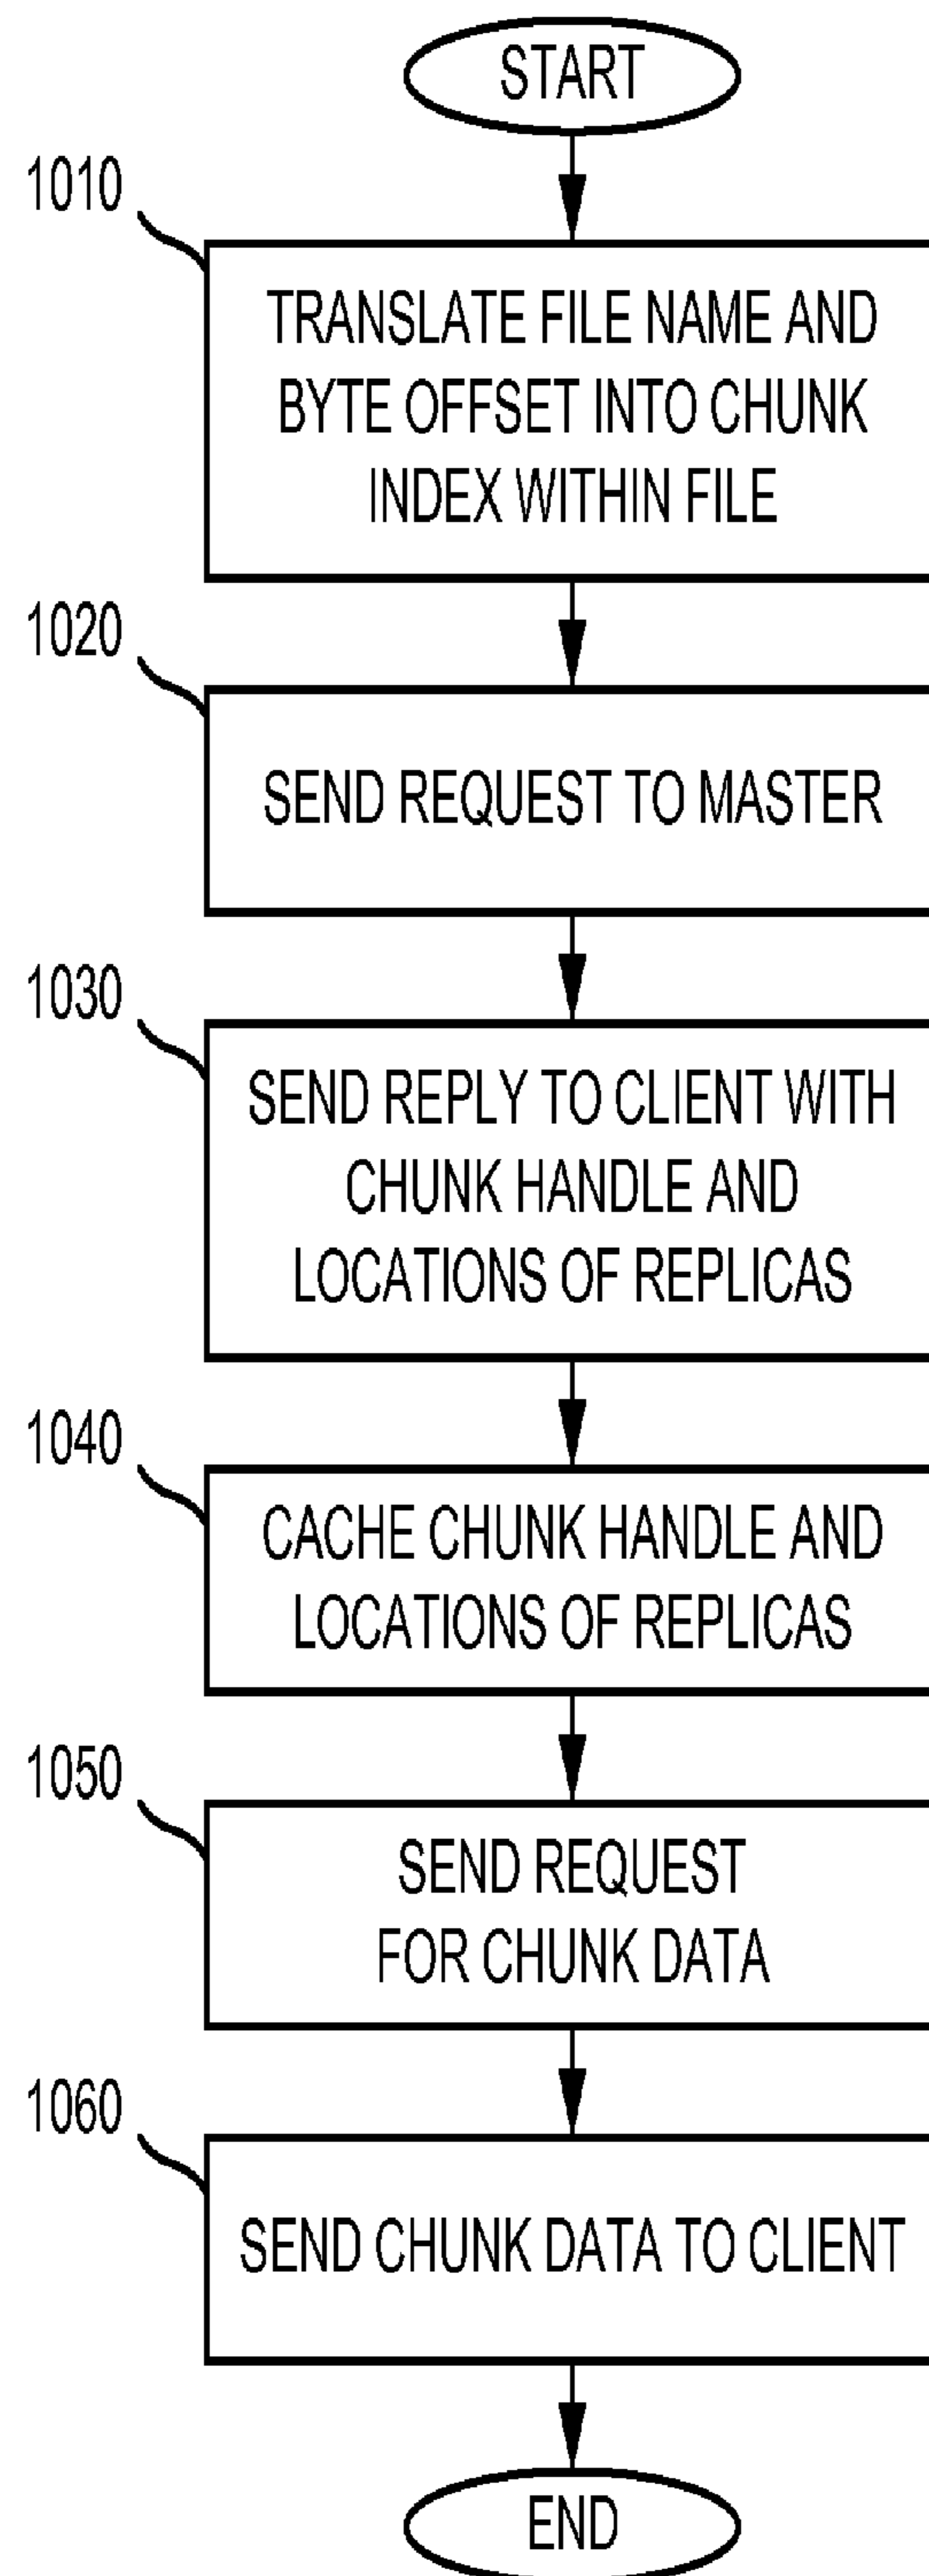 START
1010
TRANSLATE FILE NAME AND
BYTE OFFSET INTO CHUNK
INDEX WITHIN FILE
1020
SEND REQUEST TO MASTER
1030
SEND REPLY TO CLIENT WITH
CHUNK HANDLE AND
LOCATIONS OF REPLICAS
1040
CACHE CHUNK HANDLE AND
LOCATIONS OF REPLICAS
1050
SEND REQUEST
FOR CHUNK DATA
1060
SEND CHUNK DATA TO CLIENT
END